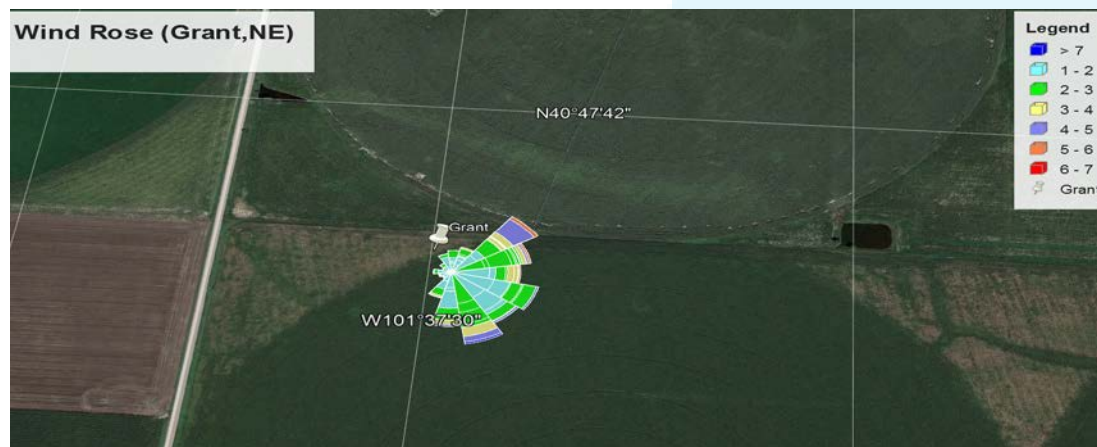 Wind Rose (Grant,NE)
Legend
> 7
1 - 2
2 - 3
3 - 4
4 - 5
5 - 6
6 - 7
Grant
N40°47'42"
Grant
W101°37'30"